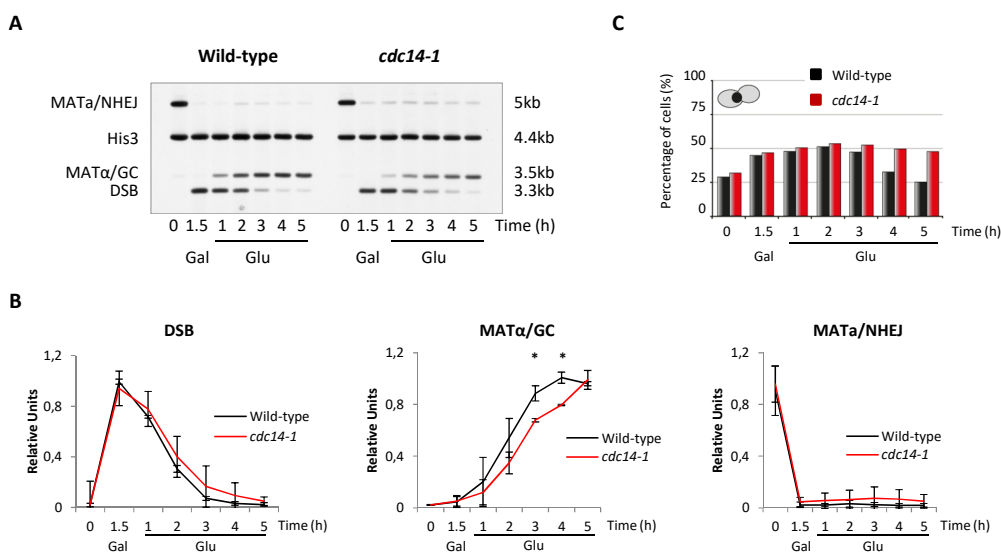 A
Wild-type cdc14-1
MATa/NHEJ 5kb
His3 4.4kb
MATα/GC 3.5kb
DSB 3.3kb
0 1.5 1 2 3 4 5 0 1.5 1 2 3 4 5 Time (h)
Gal Glu Gal Glu
C
Wild-type
cdc14-1
Percentage of cells (%)
100
75
50
25
0
0 1.5 1 2 3 4 5 Time (h)
Gal Glu
B
DSB
Relative Units
1,2
0,8
0,4
0
Wild-type
cdc14-1
0 1.5 1 2 3 4 5 Time (h)
Gal Glu
MATα/GC
Relative Units
1,2
0,8
0,4
0
* *
Wild-type
cdc14-1
0 1.5 1 2 3 4 5 Time (h)
Gal Glu
MATa/NHEJ
Relative Units
1,2
0,8
0,4
0
Wild-type
cdc14-1
0 1.5 1 2 3 4 5 Time (h)
Gal Glu